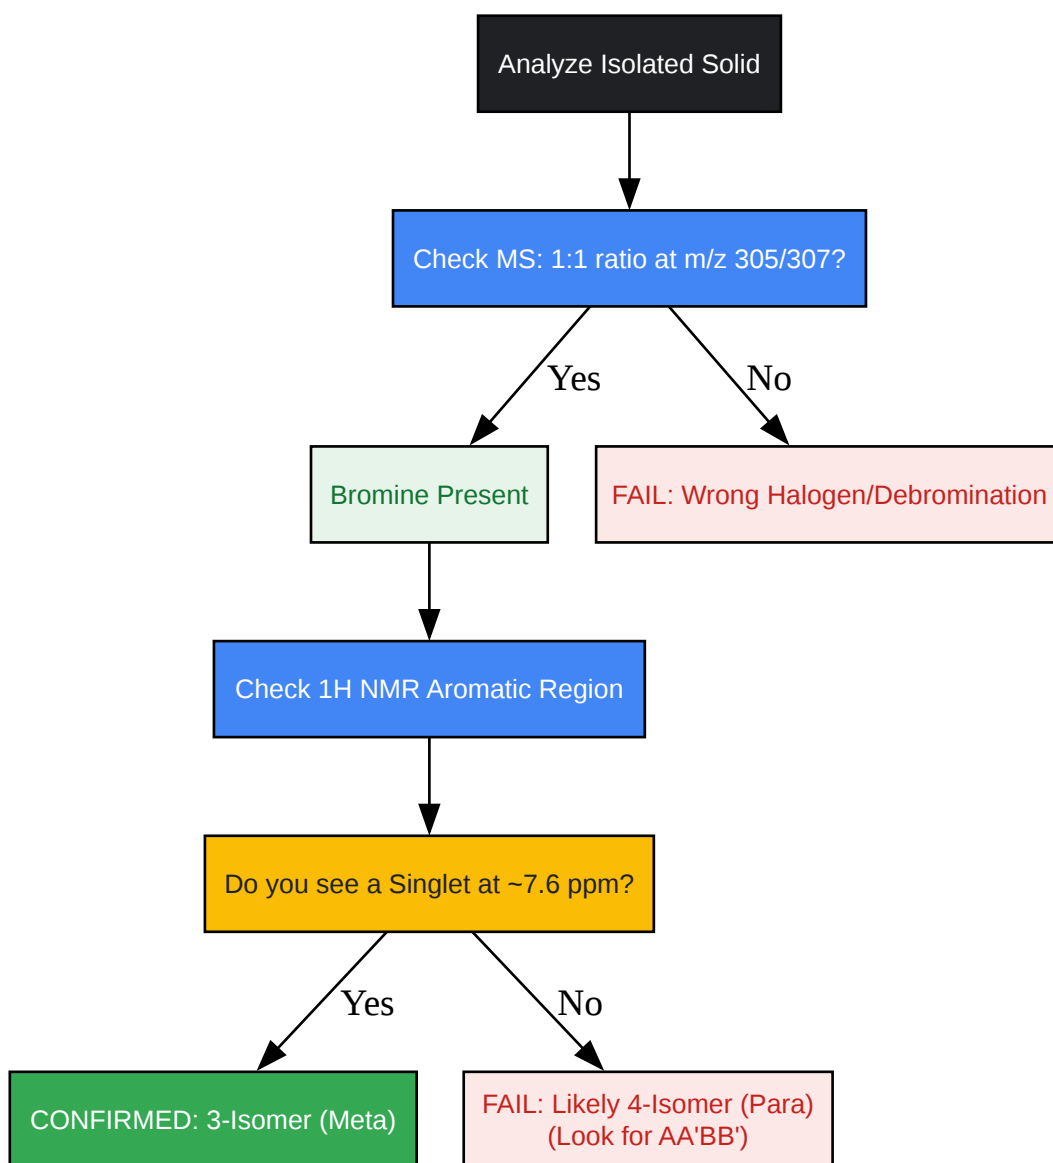 Analyze Isolated Solid
Check MS: 1:1 ratio at m/z 305/307?
Yes
No
Bromine Present
FAIL: Wrong Halogen/Debromination
Check 1H NMR Aromatic Region
Do you see a Singlet at ~7.6 ppm?
Yes
No
CONFIRMED: 3-Isomer (Meta)
FAIL: Likely 4-Isomer (Para)
(Look for AA'BB')